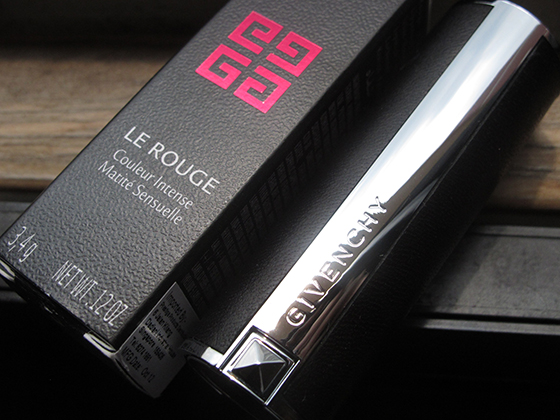 LE ROUGE
Couleur Intense
Matité Sensuelle
3,4g NET WT. .12 OZ.
GIVENCHY